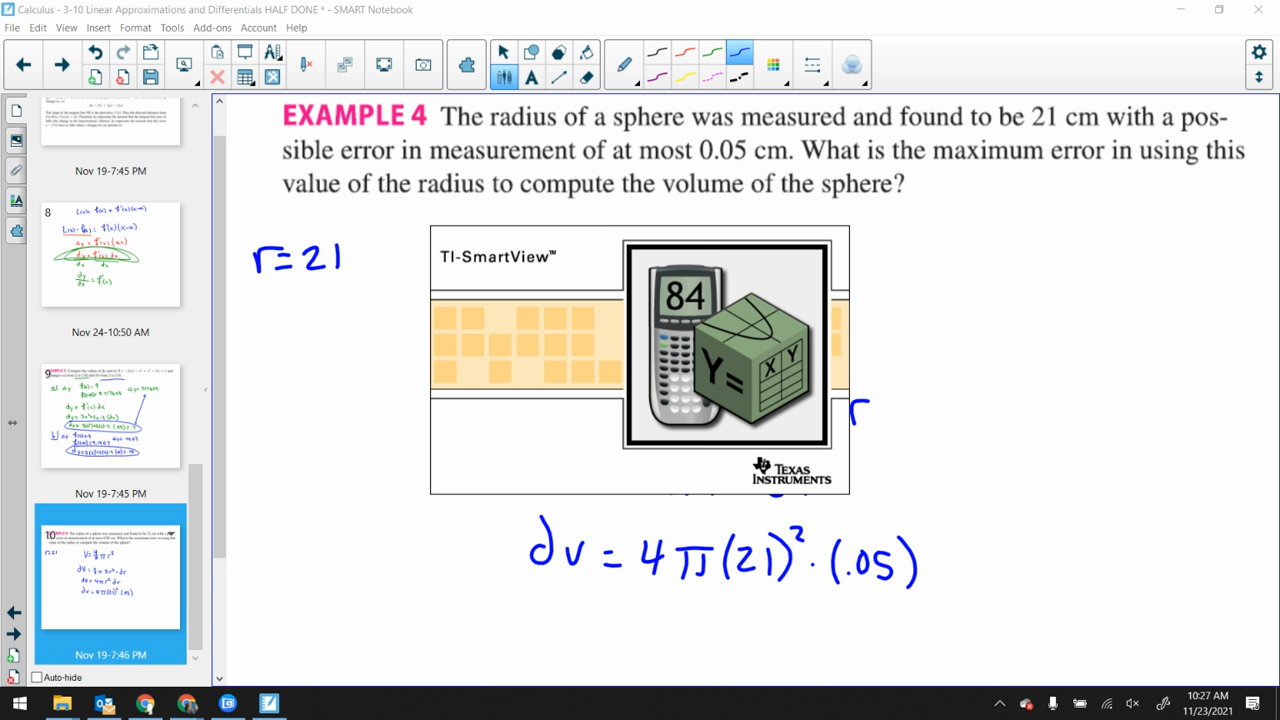 Calculus - 3-10 Linear Approximations and Differentials HALF DONE * - SMART Notebook
File Edit View Insert Format Tools Add-ons Account Help
EXAMPLE 4 The radius of a sphere was measured and found to be 21 cm with a pos-
sible error in measurement of at most 0.05 cm. What is the maximum error in using this
value of the radius to compute the volume of the sphere?
r = 21
TI-SmartView™
84
Y=
X Y
TEXAS
INSTRUMENTS
r
dv = 4π(21)² · (.05)
Nov 19-7:45 PM
8
Nov 24-10:50 AM
9
Nov 19-7:45 PM
10
Nov 19-7:46 PM
Auto-hide
10:27 AM
11/23/2021